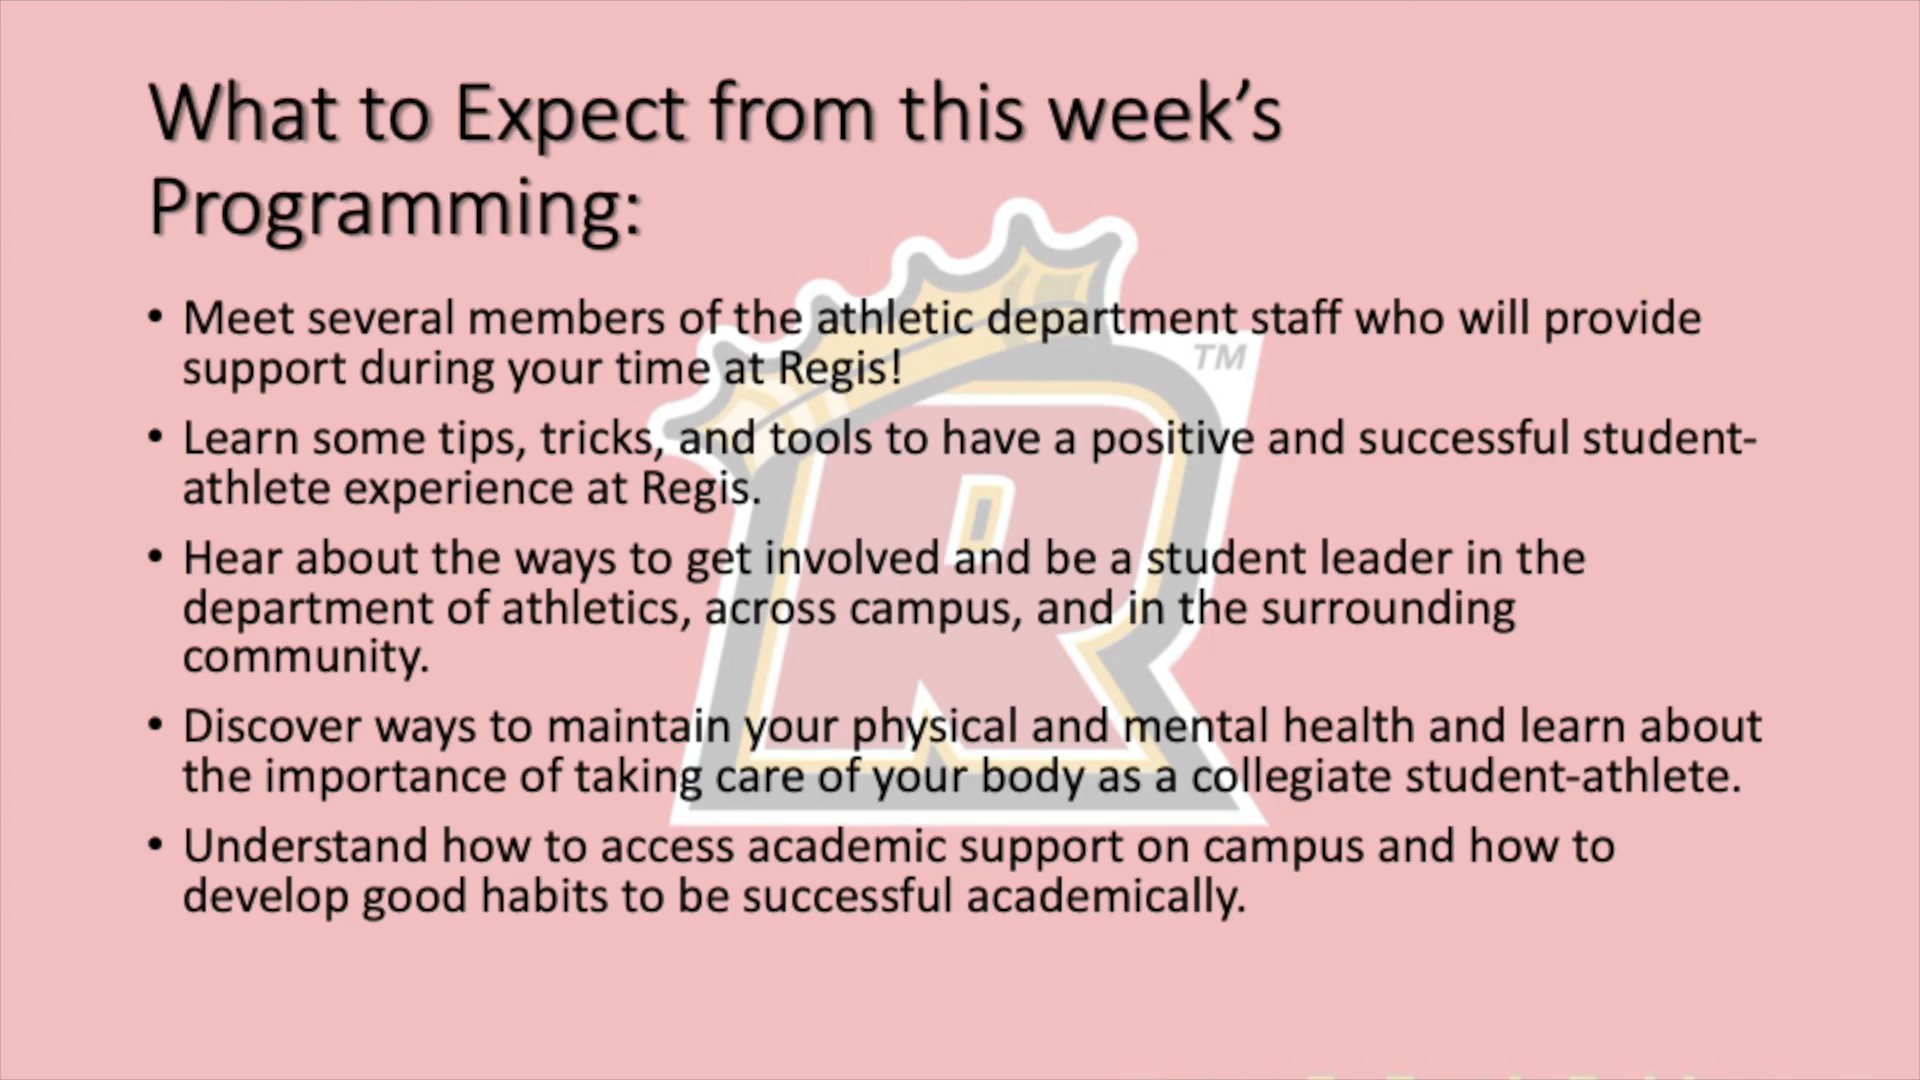 What to Expect from this week’s
Programming:
• Meet several members of the athletic department staff who will provide
support during your time at Regis!
TM
• Learn some tips, tricks, and tools to have a positive and successful student-
athlete experience at Regis.
R
• Hear about the ways to get involved and be a student leader in the
department of athletics, across campus, and in the surrounding
community.
• Discover ways to maintain your physical and mental health and learn about
the importance of taking care of your body as a collegiate student-athlete.
• Understand how to access academic support on campus and how to
develop good habits to be successful academically.